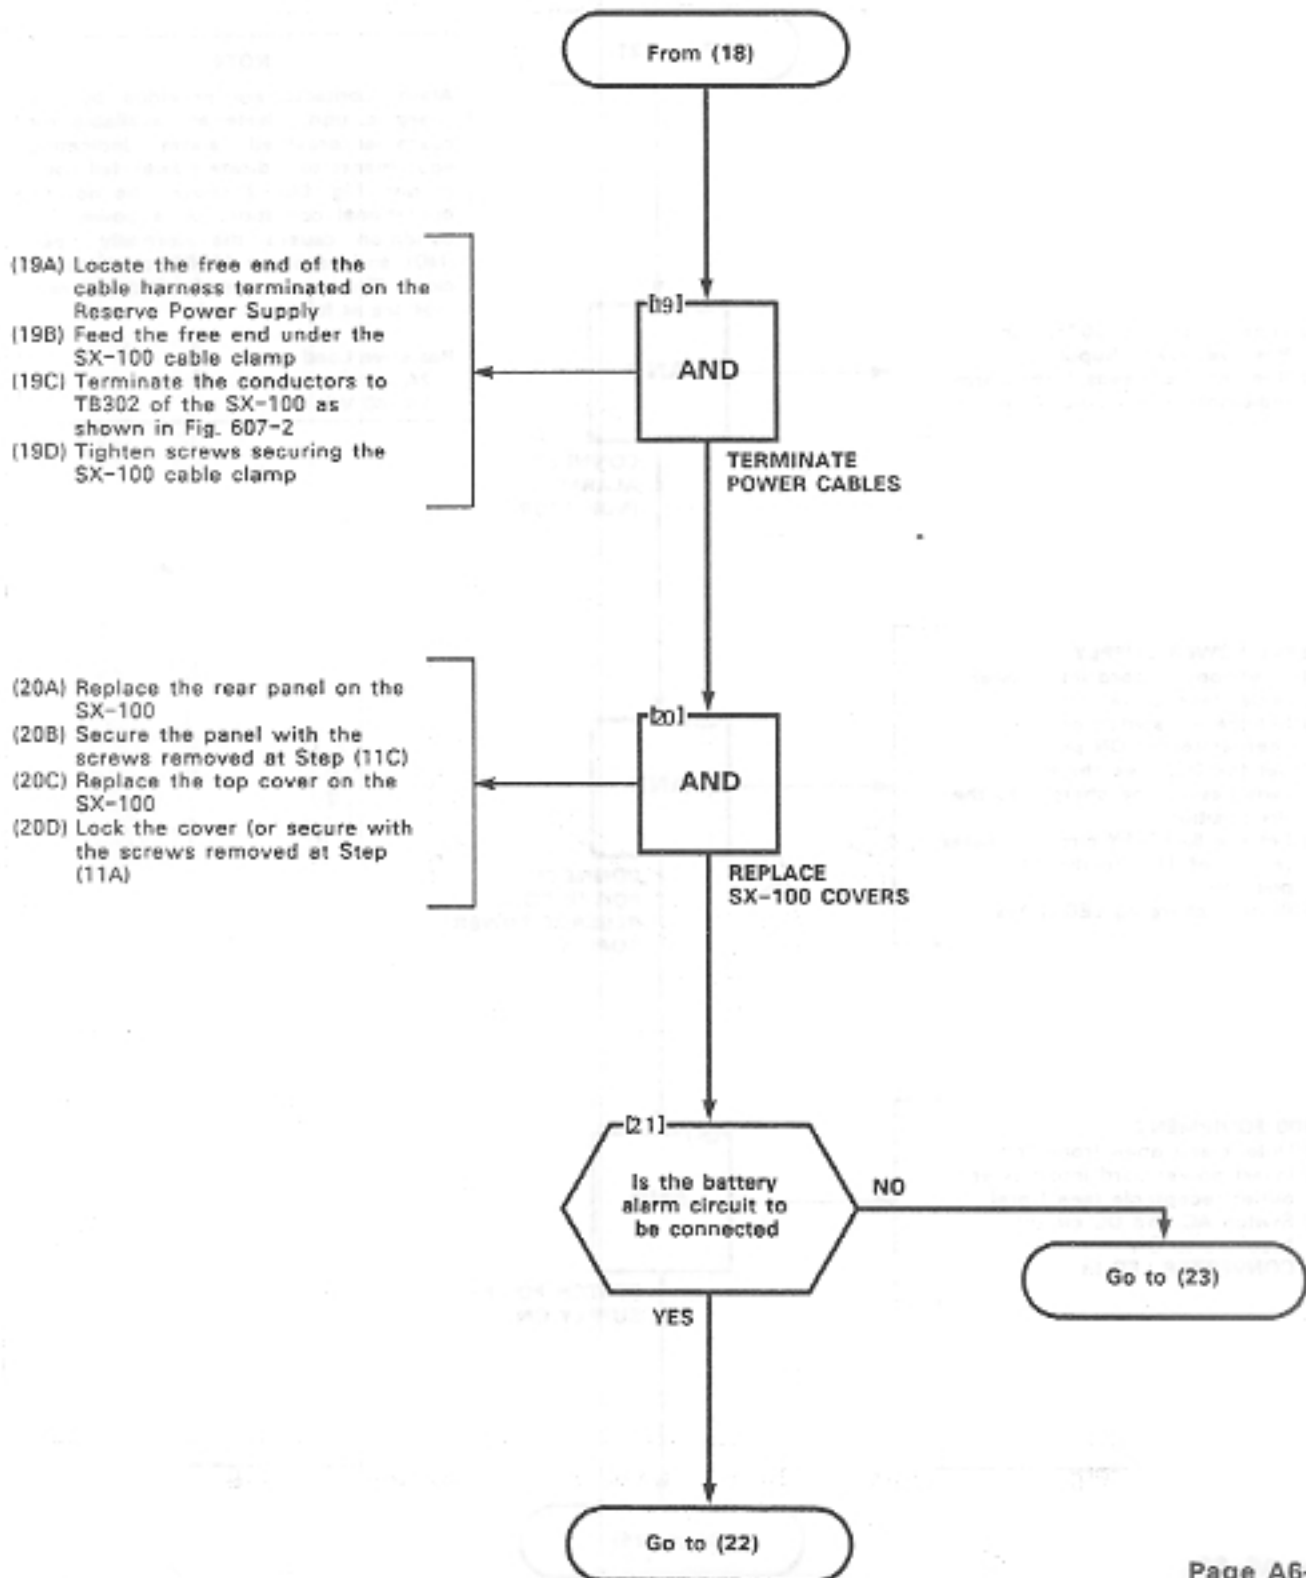 From (18)
(19A) Locate the free end of the
cable harness terminated on the
Reserve Power Supply
(19B) Feed the free end under the
SX-100 cable clamp
(19C) Terminate the conductors to
TB302 of the SX-100 as
shown in Fig. 607-2
(19D) Tighten screws securing the
SX-100 cable clamp
[19]
AND
TERMINATE
POWER CABLES
(20A) Replace the rear panel on the
SX-100
(20B) Secure the panel with the
screws removed at Step (11C)
(20C) Replace the top cover on the
SX-100
(20D) Lock the cover (or secure with
the screws removed at Step
(11A)
[20]
AND
REPLACE
SX-100 COVERS
[21]
Is the battery
alarm circuit to
be connected
NO
Go to (23)
YES
Go to (22)
Page A6-